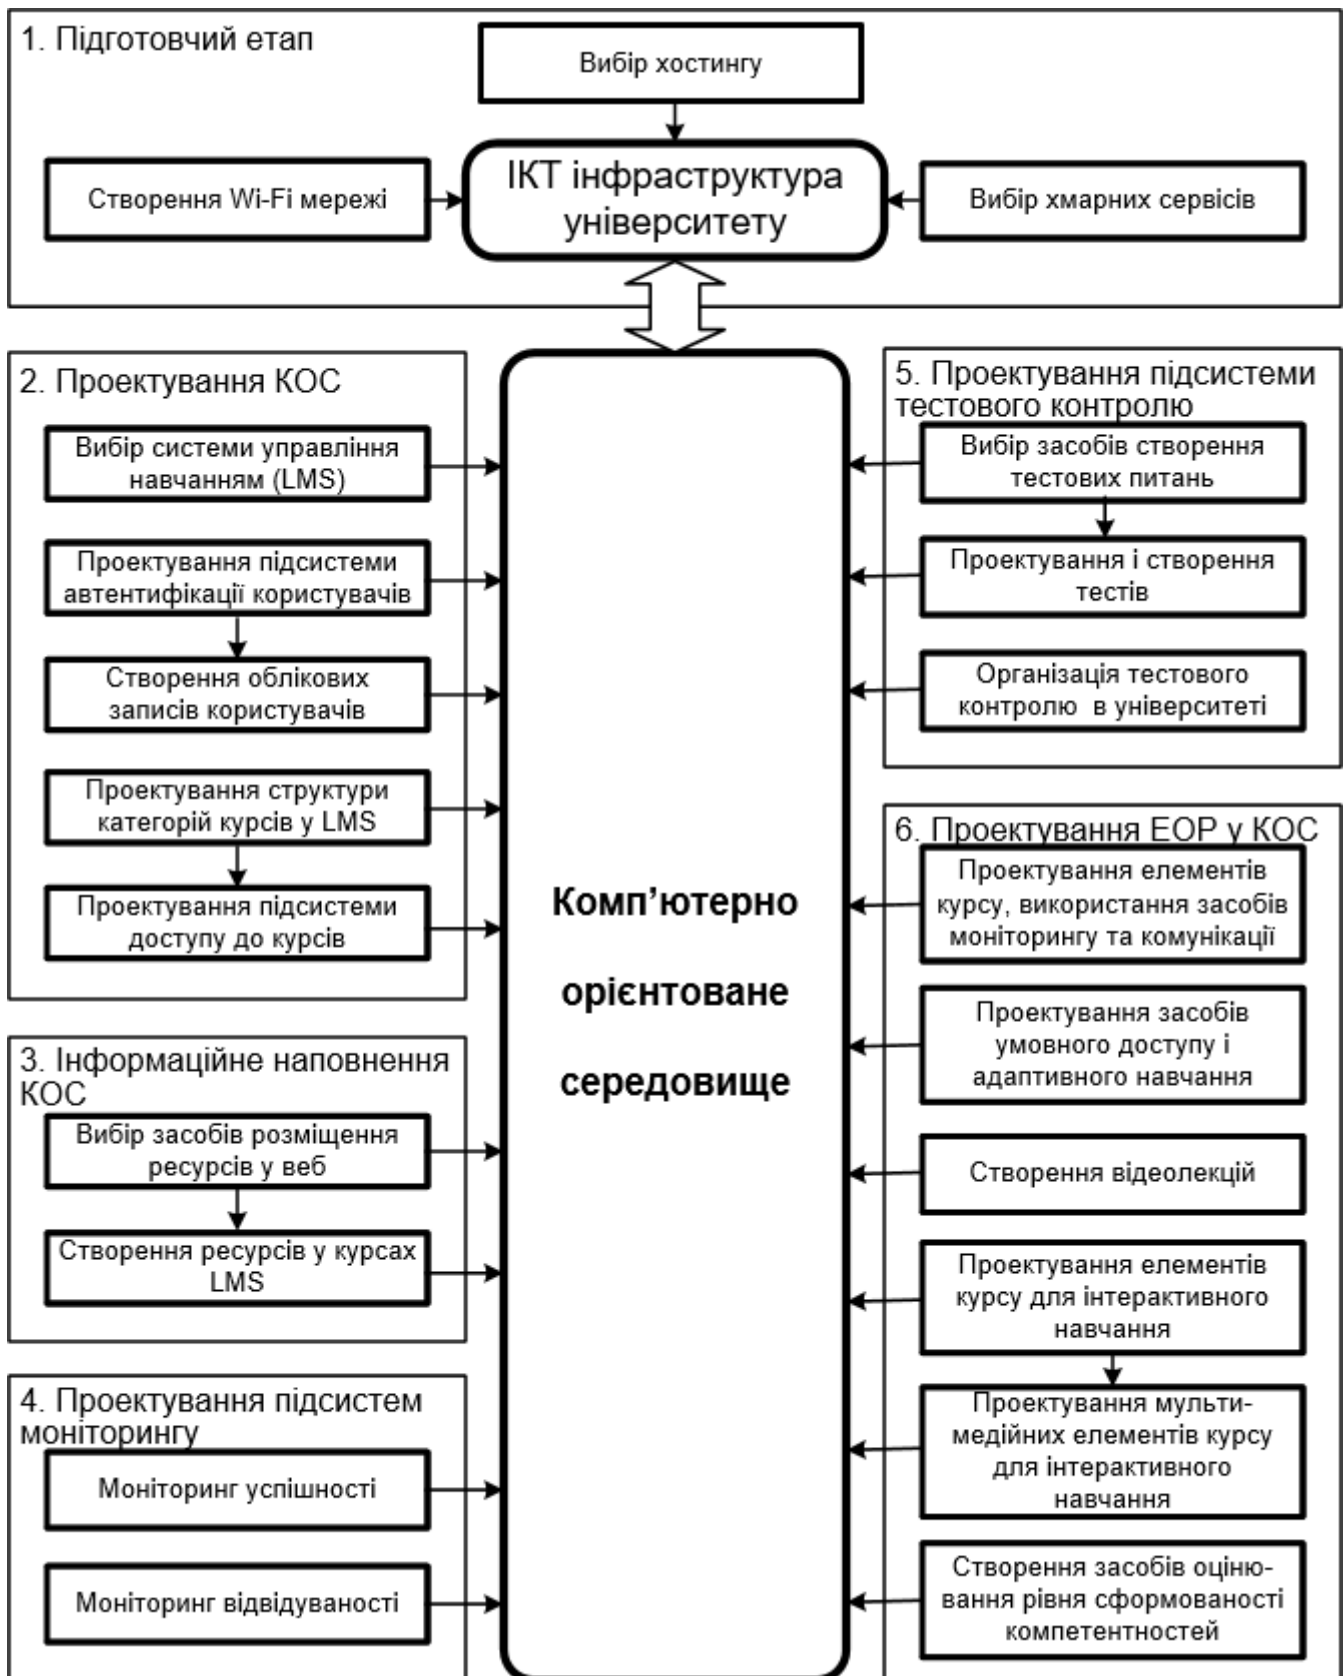 1. Підготовчий етап
Вибір хостингу
Створення Wi-Fi мережі
ІКТ інфраструктура
університету
Вибір хмарних сервісів
2. Проектування КОС
Вибір системи управління
навчанням (LMS)
Проектування підсистеми
автентифікації користувачів
Створення облікових
записів користувачів
Проектування структури
категорій курсів у LMS
Проектування підсистеми
доступу до курсів
3. Інформаційне наповнення
КОС
Вибір засобів розміщення
ресурсів у веб
Створення ресурсів у курсах
LMS
4. Проектування підсистем
моніторингу
Моніторинг успішності
Моніторинг відвідуваності
Комп’ютерно
орієнтоване
середовище
5. Проектування підсистеми
тестового контролю
Вибір засобів створення
тестових питань
Проектування і створення
тестів
Організація тестового
контролю в університеті
6. Проектування ЕОР у КОС
Проектування елементів
курсу, використання засобів
моніторингу та комунікації
Проектування засобів
умовного доступу і
адаптивного навчання
Створення відеолекцій
Проектування елементів
курсу для інтерактивного
навчання
Проектування мульти-
медійних елементів курсу
для інтерактивного
навчання
Створення засобів оціню-
вання рівня сформованості
компетентностей